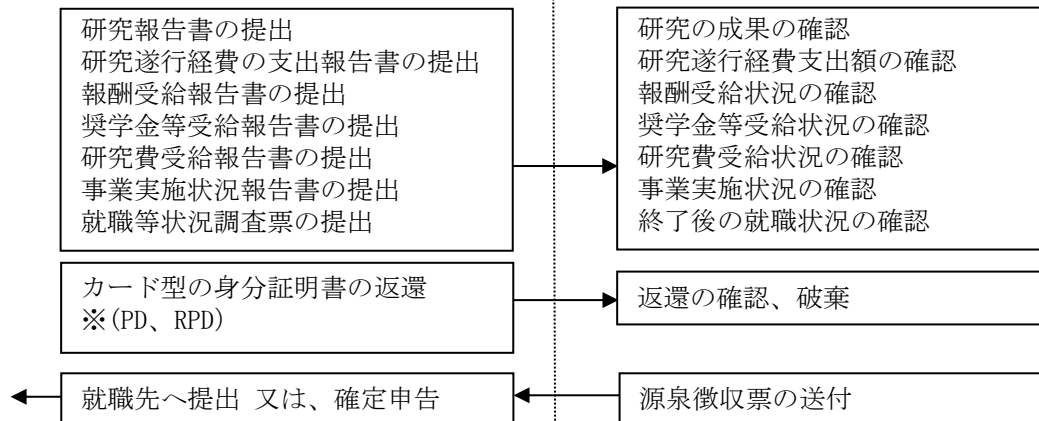 研究報告書の提出
研究遂行経費の支出報告書の提出
報酬受給報告書の提出
奨学金等受給報告書の提出
研究費受給報告書の提出
事業実施状況報告書の提出
就職等状況調査票の提出
研究の成果の確認
研究遂行経費支出額の確認
報酬受給状況の確認
奨学金等受給状況の確認
研究費受給状況の確認
事業実施状況の確認
終了後の就職状況の確認
カード型の身分証明書の返還
※(PD、RPD)
返還の確認、破棄
就職先へ提出 又は、確定申告
源泉徴収票の送付